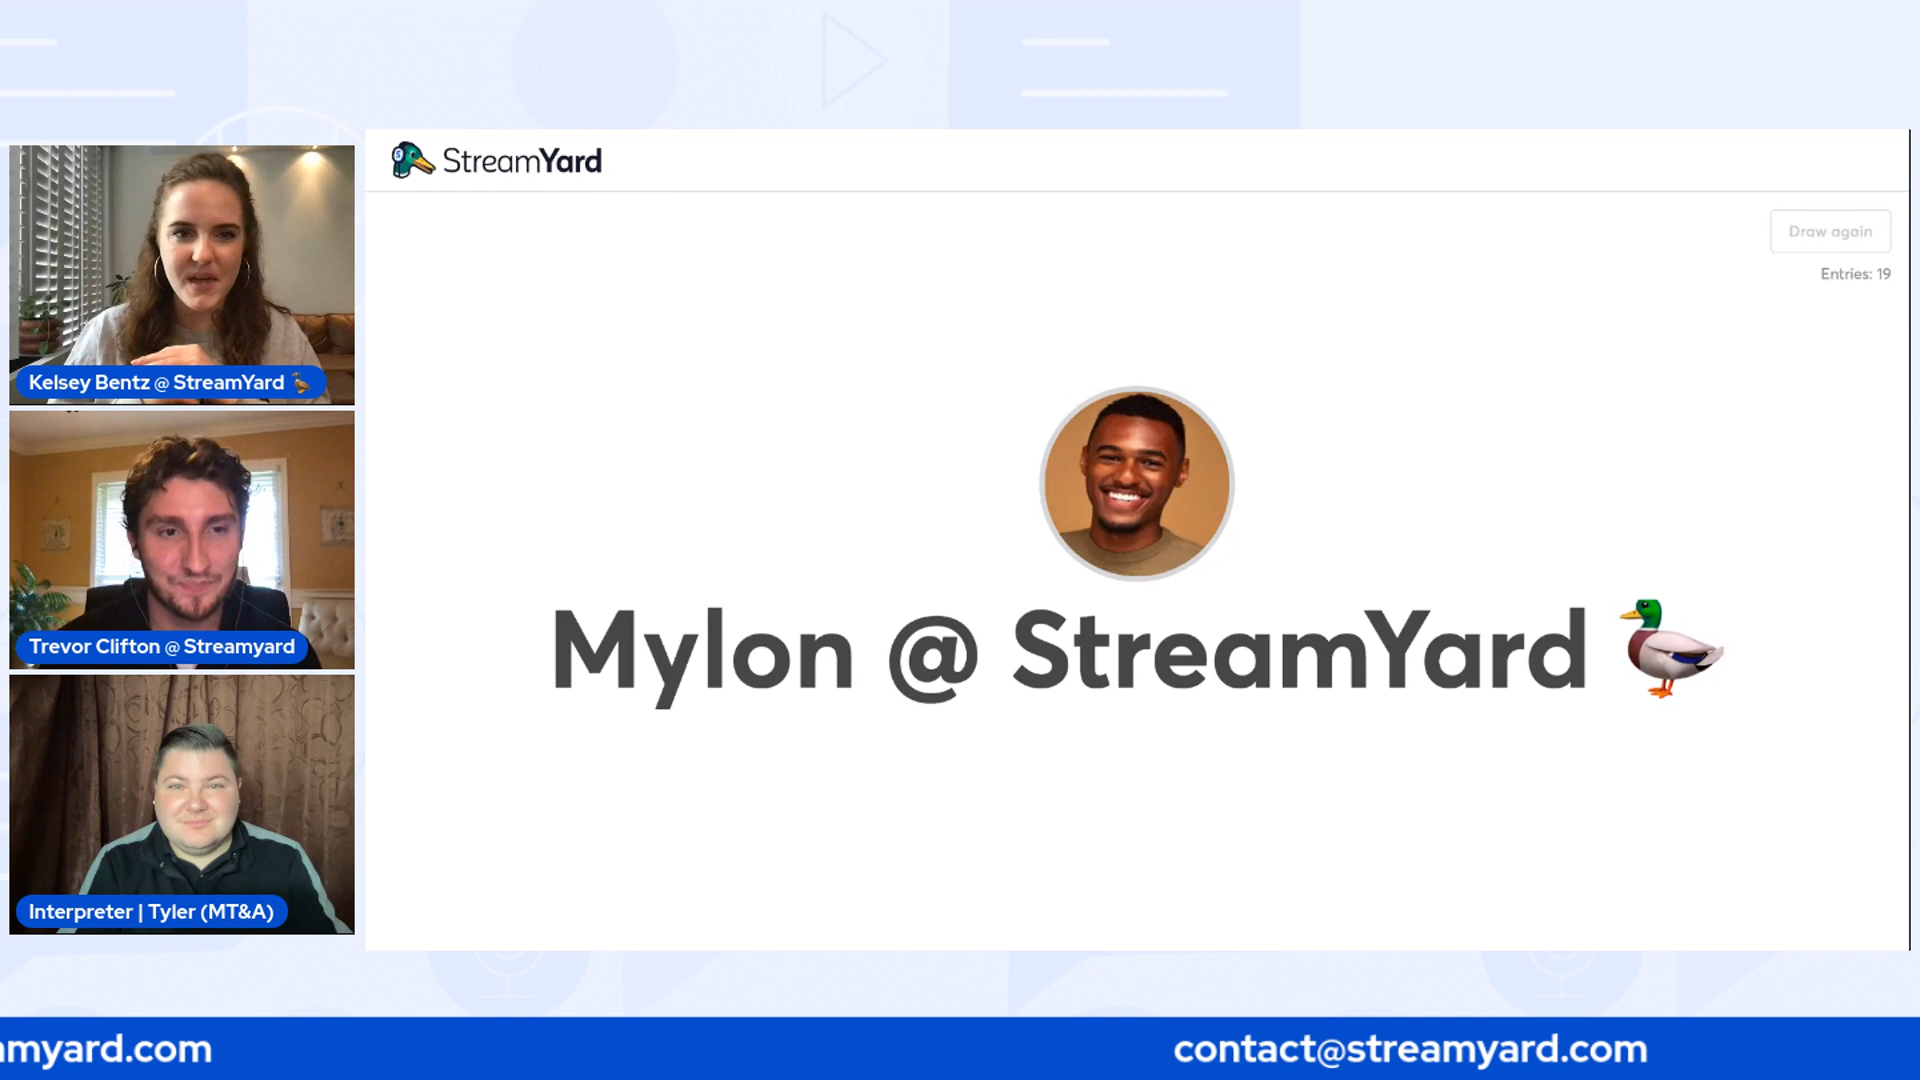 StreamYard
Draw again
Entries: 19
Kelsey Bentz @ StreamYard
Trevor Clifton @ Streamyard
Mylon @ StreamYard
Interpreter | Tyler (MT&A)
amyard.com
contact@streamyard.com